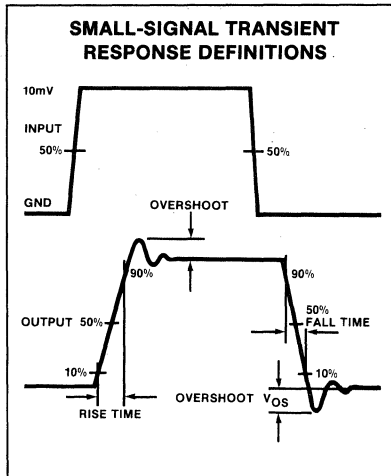 SMALL-SIGNAL TRANSIENT
RESPONSE DEFINITIONS
10mV
INPUT
50%
50%
GND
OVERSHOOT
90%
90%
OUTPUT
50%
50%
FALL TIME
10%
10%
RISE TIME
OVERSHOOT VOS